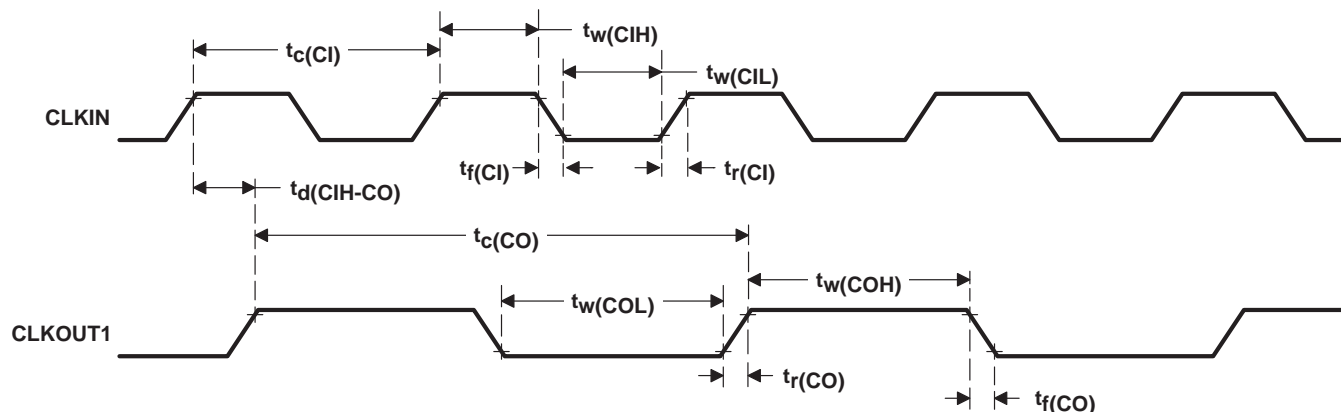 tw(CIH)
tc(CI)
tw(CIL)
CLKIN
tf(CI)
tr(CI)
td(CIH-CO)
tc(CO)
tw(COH)
tw(COL)
CLKOUT1
tr(CO)
tf(CO)